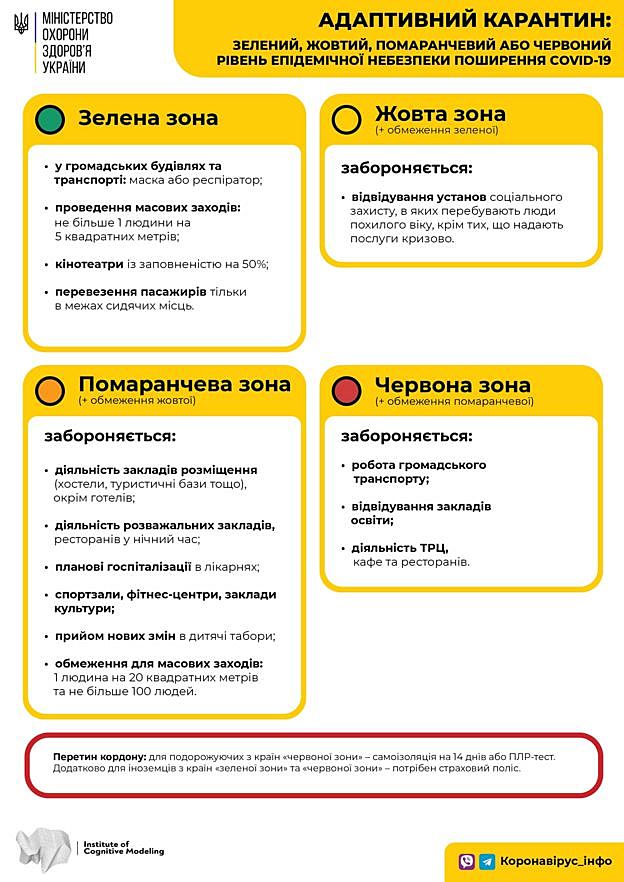 МІНІСТЕРСТВО
ОХОРОНИ
ЗДОРОВ'Я
УКРАЇНИ
АДАПТИВНИЙ КАРАНТИН:
ЗЕЛЕНИЙ, ЖОВТИЙ, ПОМАРАНЧЕВИЙ АБО ЧЕРВОНИЙ
РІВЕНЬ ЕПІДЕМІЧНОЇ НЕБЕЗПЕКИ ПОШИРЕННЯ COVID-19
Зелена зона
• у громадських будівлях та
транспорті: маска або респіратор;
• проведення масових заходів:
не більше 1 людини на
5 квадратних метрів;
• кінотеатри із заповненістю на 50%;
• перевезення пасажирів тільки
в межах сидячих місць.
Жовта зона
(+ обмеження зеленої)
забороняється:
• відвідування установ соціального
захисту, в яких перебувають люди
похилого віку, крім тих, що надають
послуги кризово.
Помаранчева зона
(+ обмеження жовтої)
забороняється:
• діяльність закладів розміщення
(хостели, туристичні бази тощо),
окрім готелів;
• діяльність розважальних закладів,
ресторанів у нічний час;
• планові госпіталізації в лікарнях;
• спортзали, фітнес-центри, заклади
культури;
• прийом нових змін в дитячі табори;
• обмеження для масових заходів:
1 людина на 20 квадратних метрів
та не більше 100 людей.
Червона зона
(+ обмеження помаранчевої)
забороняється:
• робота громадського
транспорту;
• відвідування закладів
освіти;
• діяльність ТРЦ,
кафе та ресторанів.
Перетин кордону: для подорожуючих з країн «червоної зони» – самоізоляція на 14 днів або ПЛР-тест.
Додатково для іноземців з країн «зеленої зони» та «червоної зони» – потрібен страховий поліс.
Institute of
Cognitive Modeling
Коронавірус_інфо